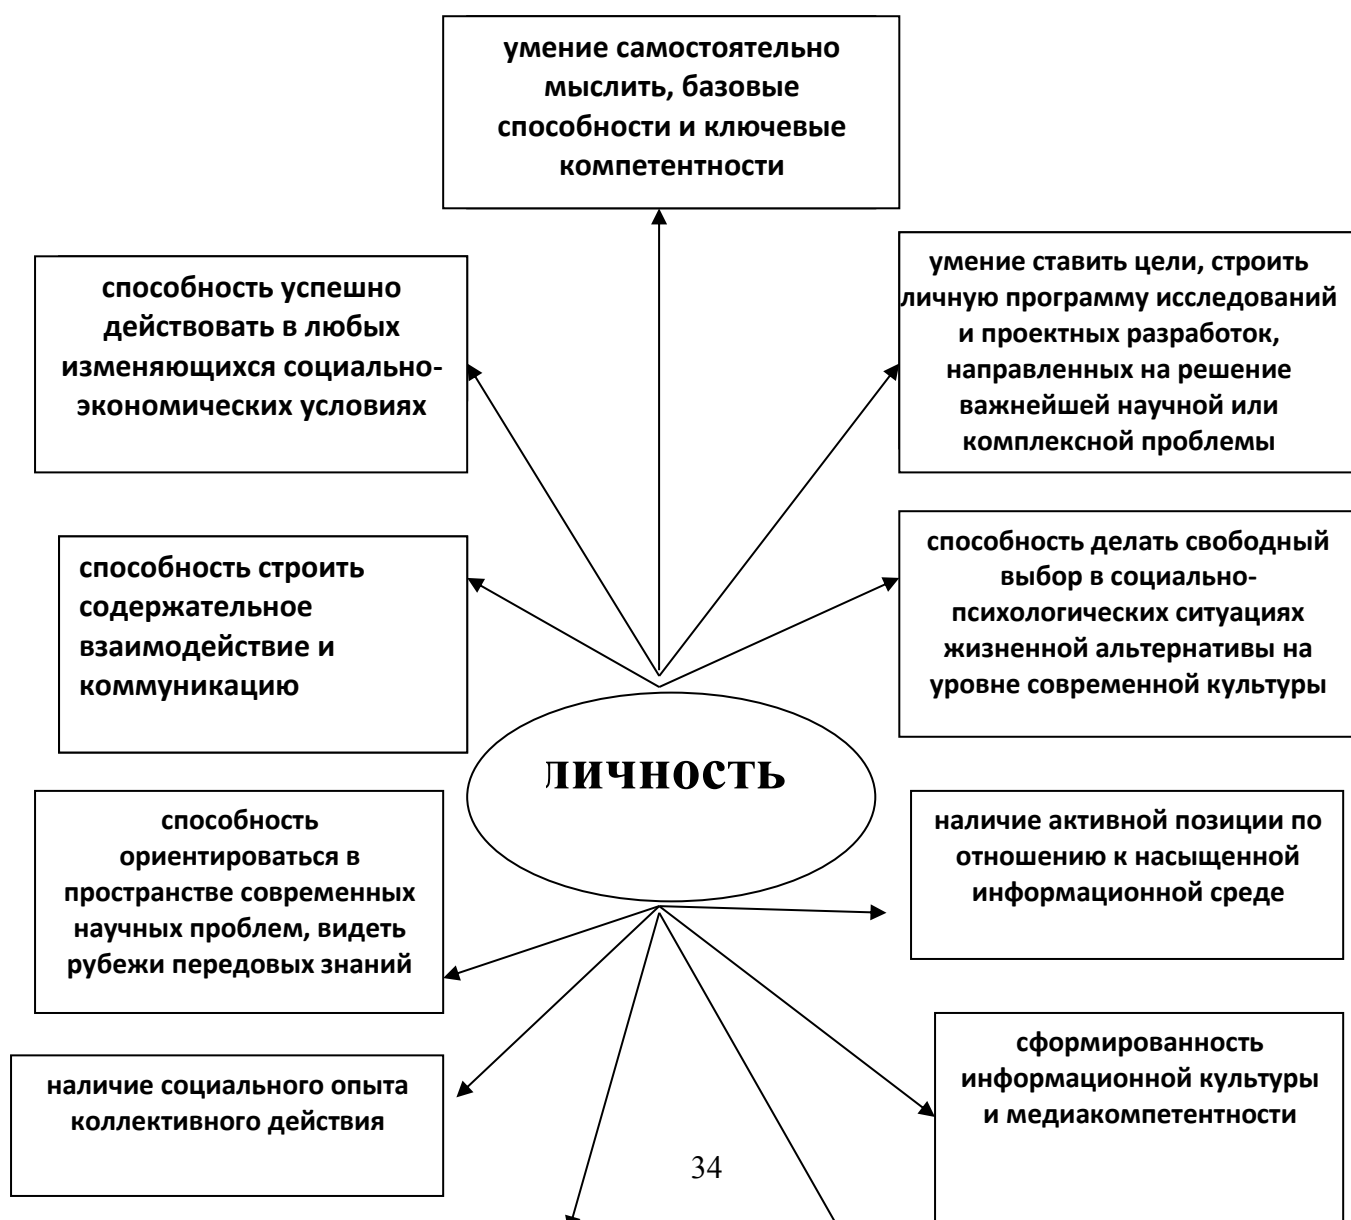 умение самостоятельно
мыслить, базовые
способности и ключевые
компетентности
способность успешно
действовать в любых
изменяющихся социально-
экономических условиях
умение ставить цели, строить
личную программу исследований
и проектных разработок,
направленных на решение
важнейшей научной или
комплексной проблемы
способность строить
содержательное
взаимодействие и
коммуникацию
способность делать свободный
выбор в социально-
психологических ситуациях
жизненной альтернативы на
уровне современной культуры
личность
способность
ориентироваться в
пространстве современных
научных проблем, видеть
рубежи передовых знаний
наличие активной позиции по
отношению к насыщенной
информационной среде
наличие социального опыта
коллективного действия
сформированность
информационной культуры
и медиакомпетентности
34